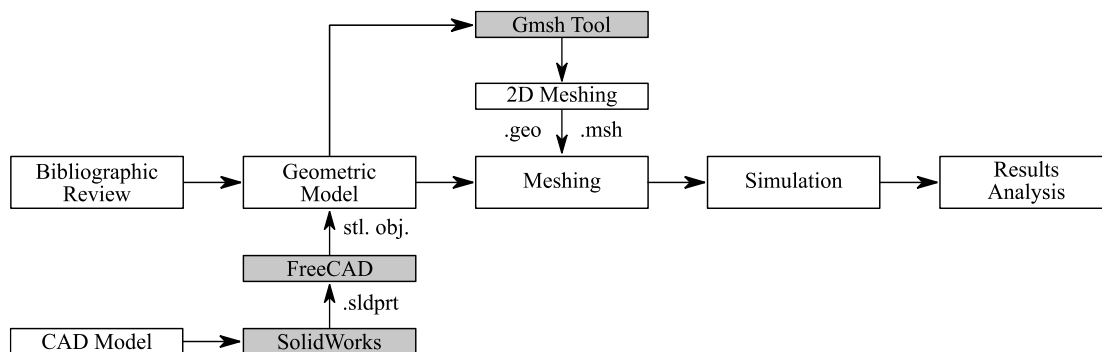 Gmsh Tool
2D Meshing
.geo .msh
Bibliographic
Review
Geometric
Model
Meshing
Simulation
Results
Analysis
stl. obj.
FreeCAD
.sldprt
CAD Model
SolidWorks